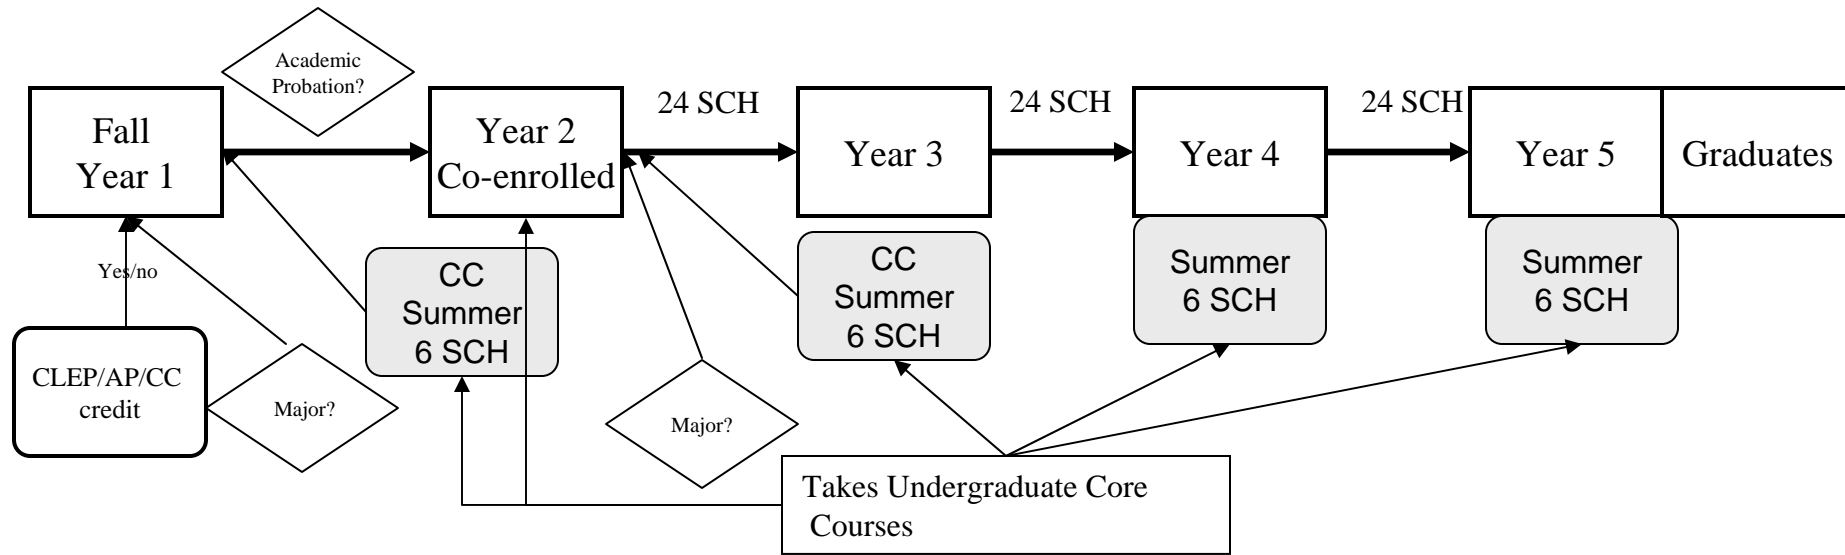 Academic
Probation?
Fall
Year 1
Year 2
Co-enrolled
24 SCH
Year 3
24 SCH
Year 4
24 SCH
Year 5
Graduates
Yes/no
CC
Summer
6 SCH
CC
Summer
6 SCH
Summer
6 SCH
Summer
6 SCH
CLEP/AP/CC
credit
Major?
Major?
Takes Undergraduate Core
Courses